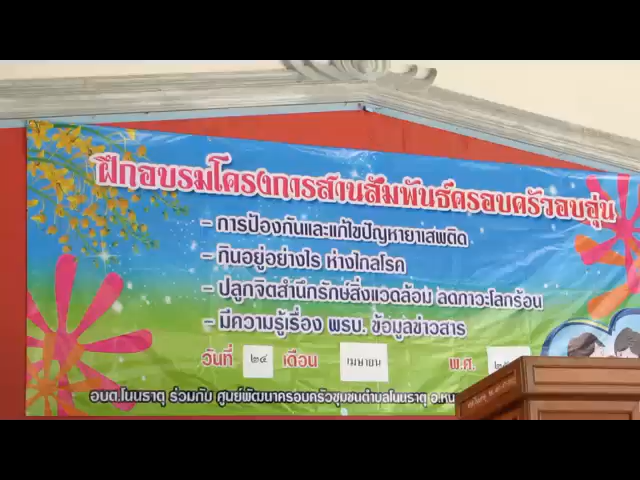 ฝึกอบรมโครงการสานสัมพันธ์ครอบครัวอบอุ่น
- การป้องกันและแก้ไขปัญหายาเสพติด
- กินอยู่อย่างไร ห่างไกลโรค
- ปลูกจิตสำนึกรักษ์สิ่งแวดล้อม ลดภาวะโลกร้อน
- มีความรู้เรื่อง พรบ. ข้อมูลข่าวสาร
วันที่ ๒๔ เดือน เมษายน พ.ศ.
อบต.โนนธาตุ ร่วมกับ ศูนย์พัฒนาครอบครัวชุมชนตำบลโนนธาตุ